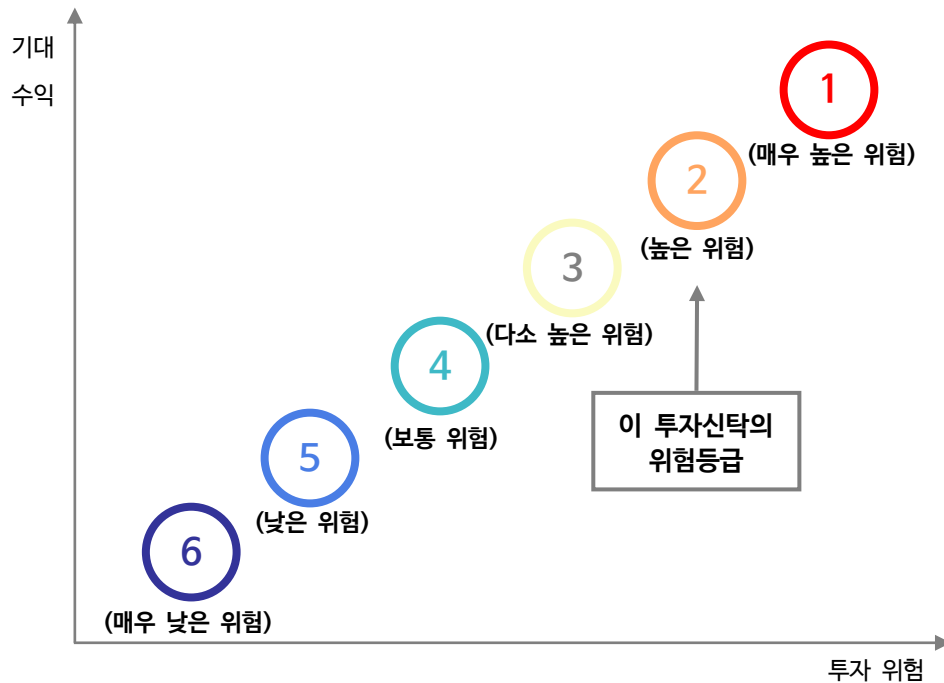 기대
수익
1
(매우 높은 위험)
2
(높은 위험)
3
(다소 높은 위험)
4
(보통 위험)
이 투자신탁의
위험등급
5
(낮은 위험)
6
(매우 낮은 위험)
투자 위험